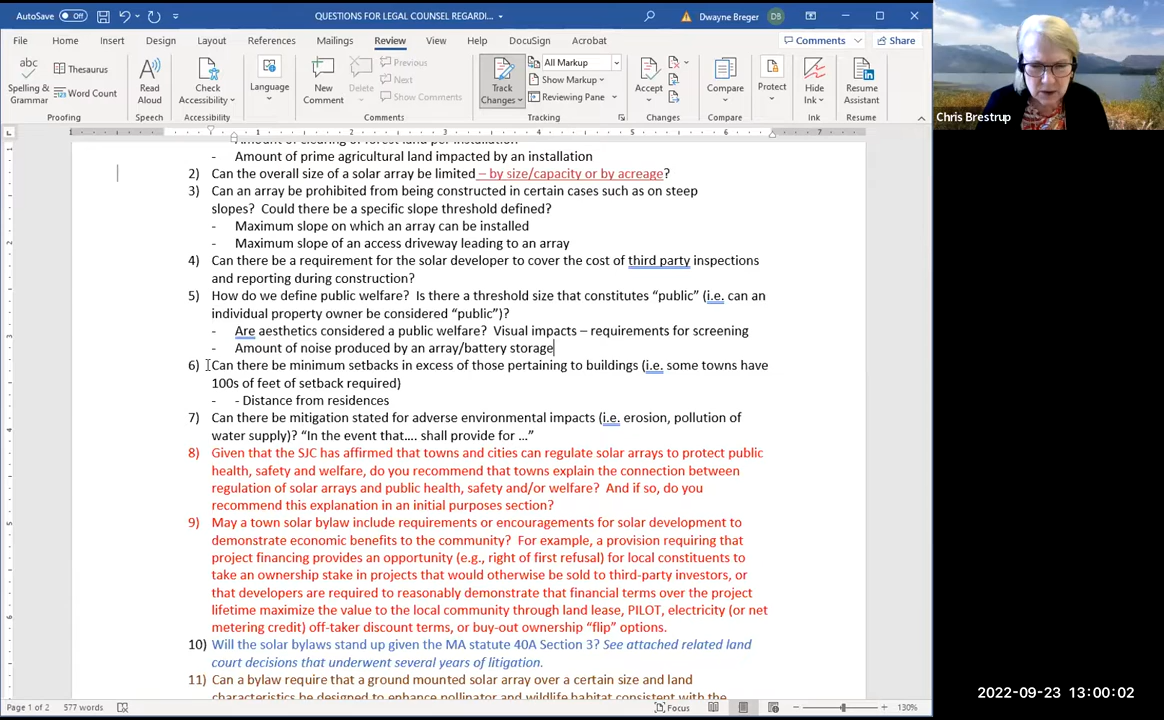 AutoSave Off
QUESTIONS FOR LEGAL COUNSEL REGARDI...
Dwayne Breger DB
File Home Insert Design Layout References Mailings Review View Help DocuSign Acrobat Comments Share
abc Spelling & Grammar
Thesaurus
Word Count
Proofing
Read Aloud
Speech
Check Accessibility
Accessibility
Language
New Comment
Delete
Previous
Next
Show Comments
Comments
Track Changes
All Markup
Show Markup
Reviewing Pane
Tracking
Accept
Changes
Compare
Compare
Protect
Hide Ink
Ink
Resume Assistant
Resume
Chris Brestrup
- Amount of clearing of forest land per installation
- Amount of prime agricultural land impacted by an installation
2) Can the overall size of a solar array be limited – by size/capacity or by acreage?
3) Can an array be prohibited from being constructed in certain cases such as on steep
slopes? Could there be a specific slope threshold defined?
- Maximum slope on which an array can be installed
- Maximum slope of an access driveway leading to an array
4) Can there be a requirement for the solar developer to cover the cost of third party inspections
and reporting during construction?
5) How do we define public welfare? Is there a threshold size that constitutes “public” (i.e. can an
individual property owner be considered “public”)?
- Are aesthetics considered a public welfare? Visual impacts – requirements for screening
- Amount of noise produced by an array/battery storage
6) Can there be minimum setbacks in excess of those pertaining to buildings (i.e. some towns have
100s of feet of setback required)
- - Distance from residences
7) Can there be mitigation stated for adverse environmental impacts (i.e. erosion, pollution of
water supply)? “In the event that.... shall provide for ...”
8) Given that the SJC has affirmed that towns and cities can regulate solar arrays to protect public
health, safety and welfare, do you recommend that towns explain the connection between
regulation of solar arrays and public health, safety and/or welfare? And if so, do you
recommend this explanation in an initial purposes section?
9) May a town solar bylaw include requirements or encouragements for solar development to
demonstrate economic benefits to the community? For example, a provision requiring that
project financing provides an opportunity (e.g., right of first refusal) for local constituents to
take an ownership stake in projects that would otherwise be sold to third-party investors, or
that developers are required to reasonably demonstrate that financial terms over the project
lifetime maximize the value to the local community through land lease, PILOT, electricity (or net
metering credit) off-taker discount terms, or buy-out ownership “flip” options.
10) Will the solar bylaws stand up given the MA statute 40A Section 3? See attached related land
court decisions that underwent several years of litigation.
11) Can a bylaw require that a ground mounted solar array over a certain size and land
characteristics be designed to enhance pollinator and wildlife habitat consistent with the
Page 1 of 2 577 words
Focus
130%
2022-09-23 13:00:02